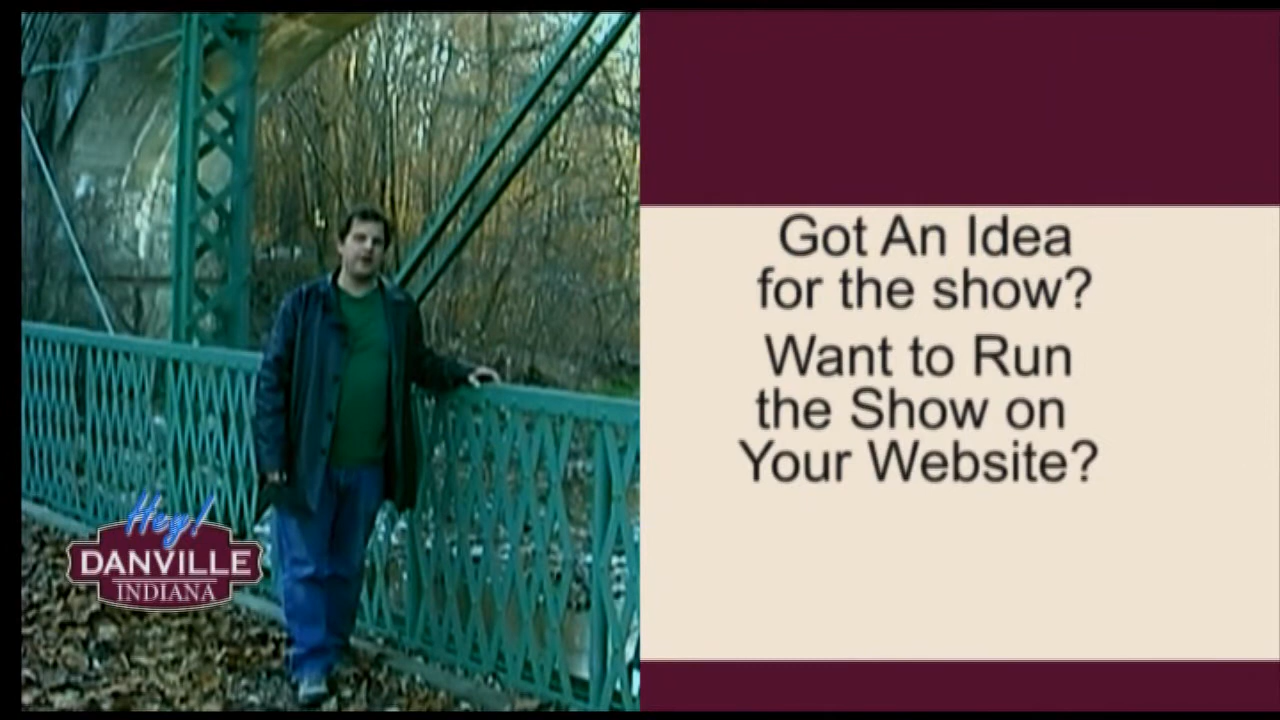 Got An Idea
for the show?
Want to Run
the Show on
Your Website?
Hey!
DANVILLE
INDIANA